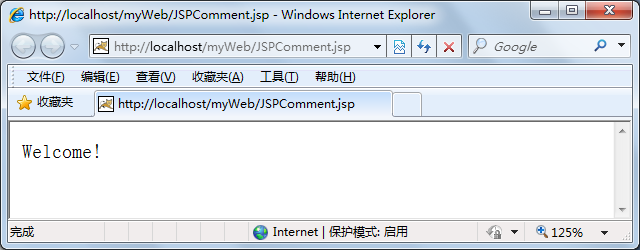 http://localhost/myWeb/JSPComment.jsp - Windows Internet Explorer
http://localhost/myWeb/JSPComment.jsp Google
文件(F) 编辑(E) 查看(V) 收藏夹(A) 工具(T) 帮助(H)
收藏夹 http://localhost/myWeb/JSPComment.jsp
Welcome!
完成 Internet | 保护模式: 启用 125%